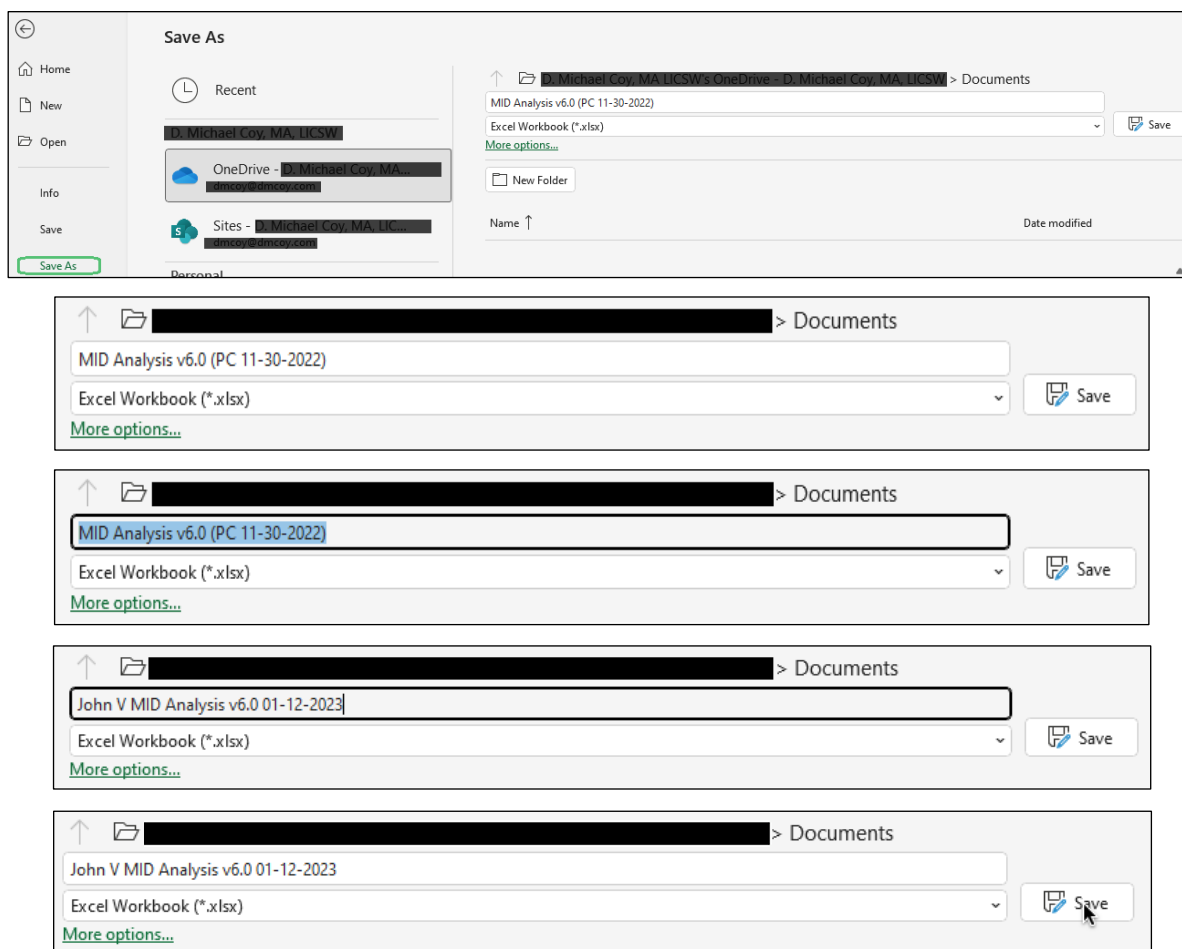 Save As
Home
New
Open
Info
Save
Save As
Recent
D. Michael Coy, MA, LICSW
OneDrive - D. Michael Coy, MA...
dmcoy@dmcoy.com
Sites - D. Michael Coy, MA, LIC...
dmcoy@dmcoy.com
Personal
D. Michael Coy, MA LICSW's OneDrive - D. Michael Coy, MA, LICSW > Documents
MID Analysis v6.0 (PC 11-30-2022)
Excel Workbook (*.xlsx)
Save
More options...
New Folder
Name ↑ Date modified
> Documents
MID Analysis v6.0 (PC 11-30-2022)
Excel Workbook (*.xlsx)
Save
More options...
> Documents
MID Analysis v6.0 (PC 11-30-2022)
Excel Workbook (*.xlsx)
Save
More options...
> Documents
John V MID Analysis v6.0 01-12-2023
Excel Workbook (*.xlsx)
Save
More options...
> Documents
John V MID Analysis v6.0 01-12-2023
Excel Workbook (*.xlsx)
Save
More options...